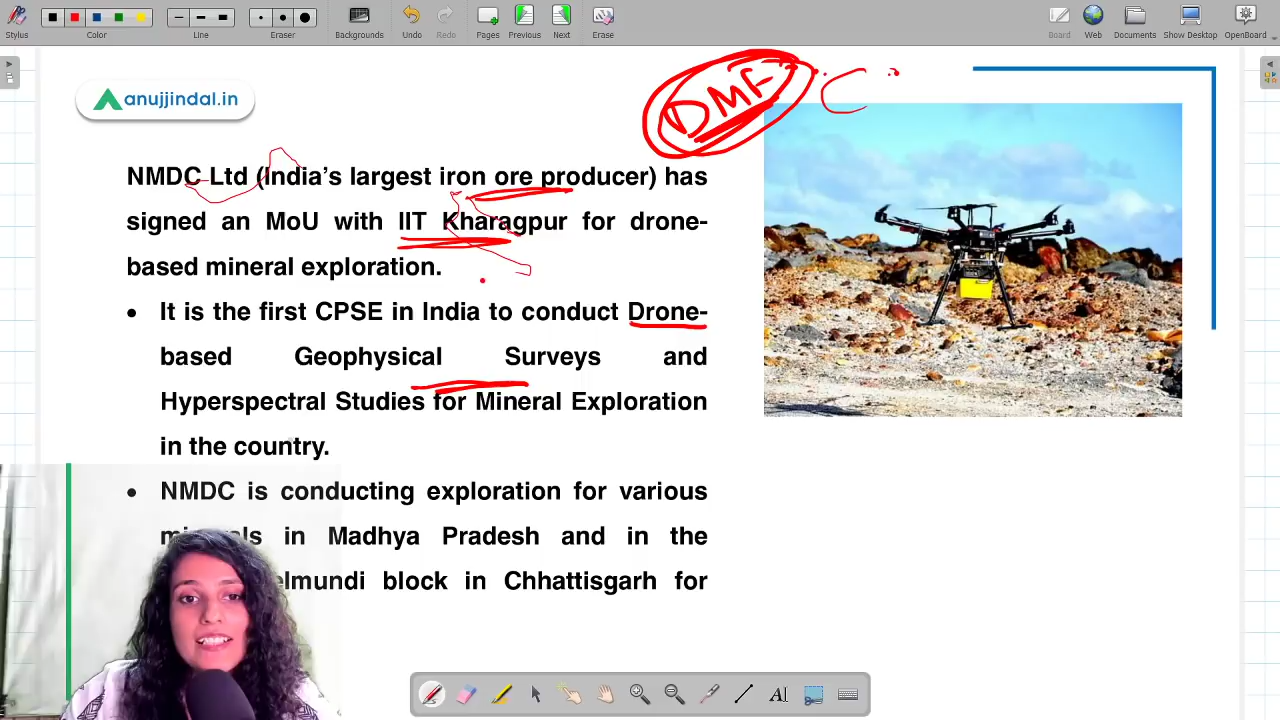 Stylus Color Line Eraser Backgrounds Undo Redo Pages Previous Next Erase Board Web Documents Show Desktop OpenBoard
DMF
anujjindal.in
NMDC Ltd (India's largest iron ore producer) has
signed an MoU with IIT Kharagpur for drone-
based mineral exploration.
• It is the first CPSE in India to conduct Drone-
based Geophysical Surveys and
Hyperspectral Studies for Mineral Exploration
in the country.
• NMDC is conducting exploration for various
in Madhya Pradesh and in the
block in Chhattisgarh for